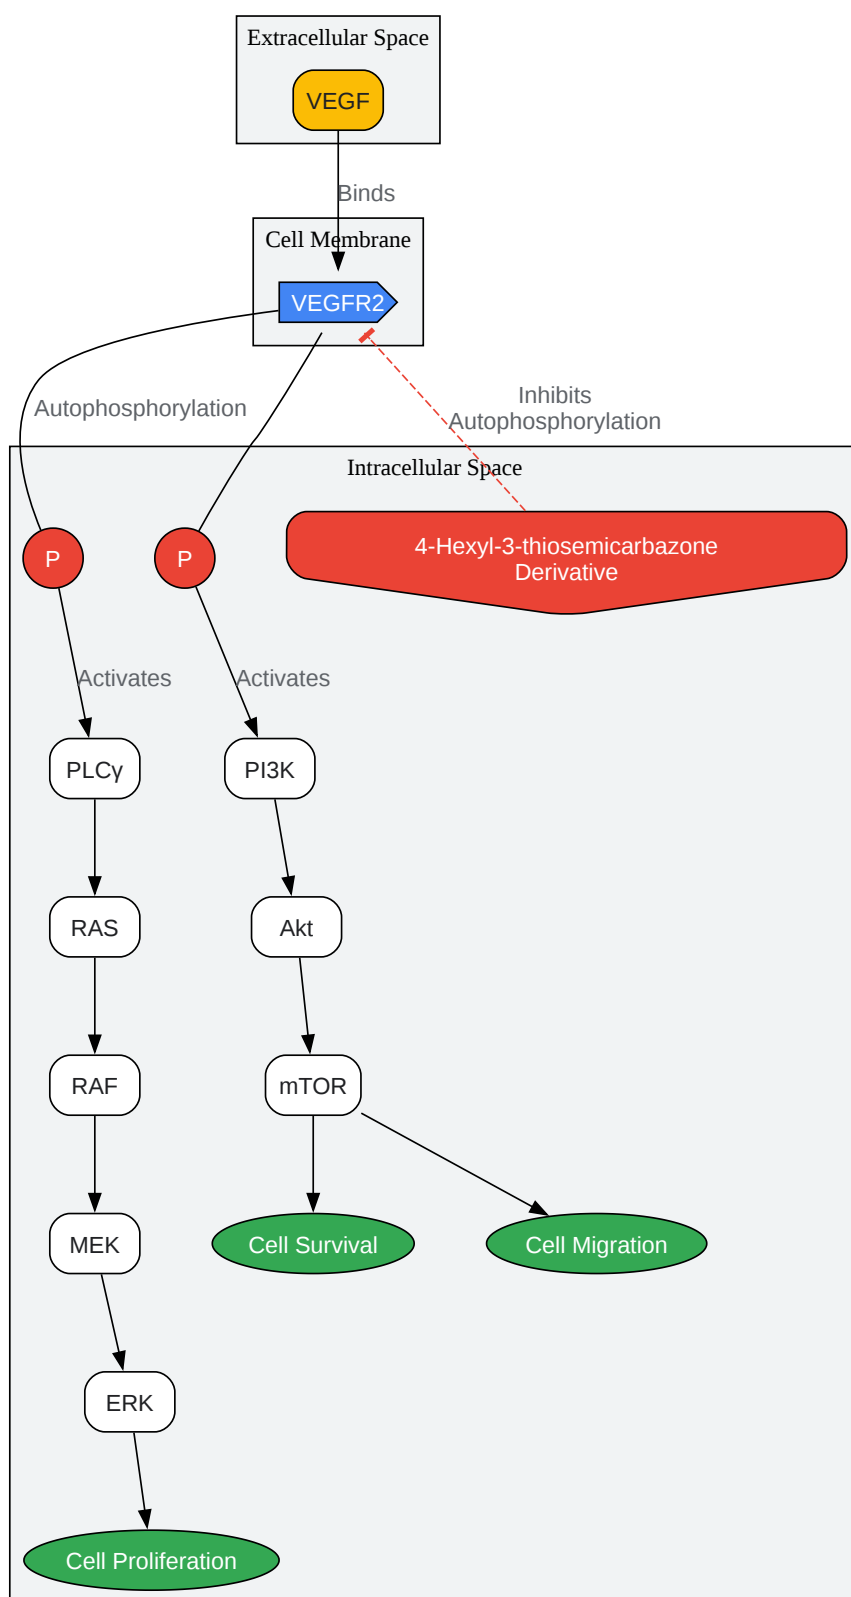 Extracellular Space
VEGF
Binds
Cell Membrane
VEGFR2
Autophosphorylation
Inhibits
Autophosphorylation
Intracellular Space
P
P
4-Hexyl-3-thiosemicarbazone
Derivative
Activates
Activates
PLCγ
PI3K
RAS
Akt
RAF
mTOR
MEK
Cell Survival
Cell Migration
ERK
Cell Proliferation